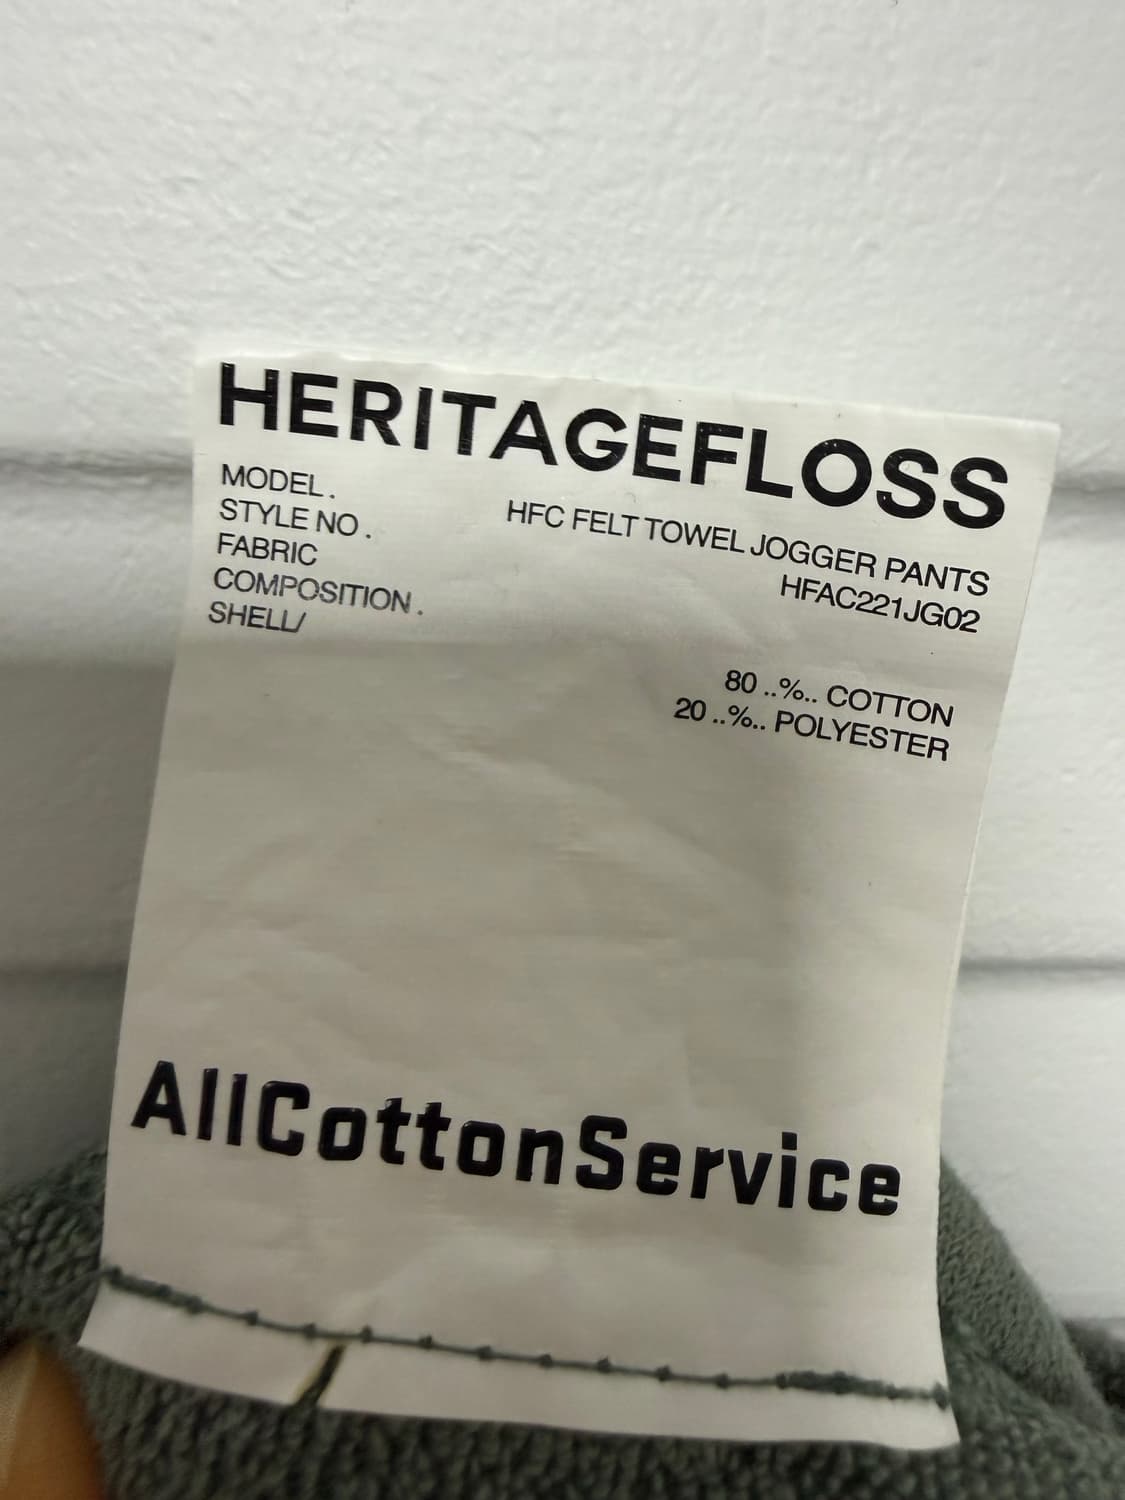 HERITAGEFLOSS
MODEL.
HFC FELT TOWEL JOGGER PANTS
STYLE NO.
HFAC221JG02
FABRIC
COMPOSITION.
SHELL/
80 ..%.. COTTON
20 ..%.. POLYESTER
AllCottonService